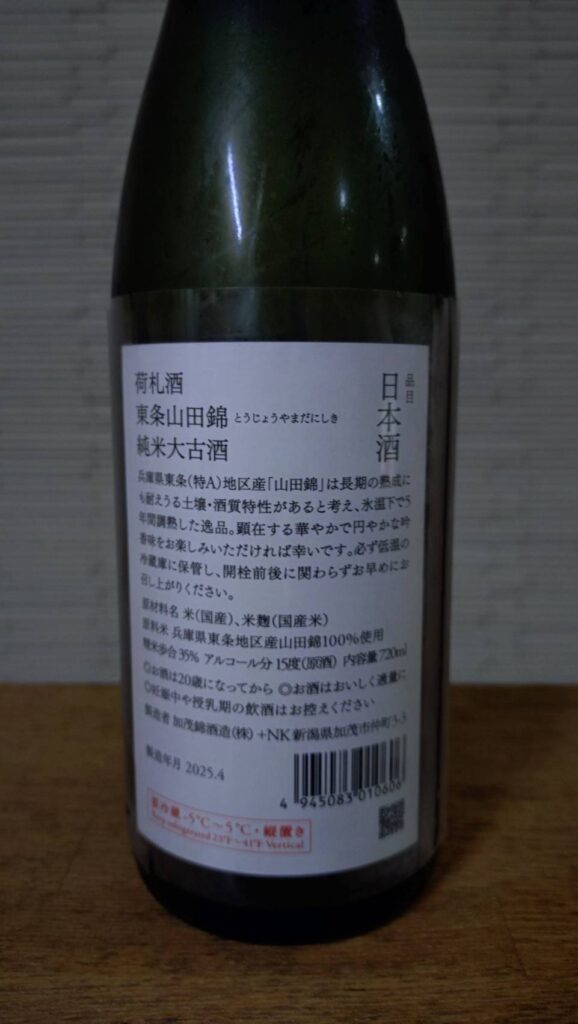 品目
日本酒
荷札酒
東条山田錦 とうじょうやまだにしき
純米大古酒
兵庫県東条(特A)地区産「山田錦」は長期の熟成に
も耐えうる土壌・酒質特性があると考え、氷温下で5
年間調熟した逸品。顕在する華やかで円やかな吟
香味をお楽しみいただければ幸いです。必ず低温の
冷蔵庫に保管し、開栓前後に関わらずお早めにお
召し上がりください。
原材料名 米(国産)、米麹(国産米)
原料米 兵庫県東条地区産山田錦100%使用
精米歩合 35% アルコール分 15度(原酒) 内容量 720ml
◎お酒は20歳になってから ◎お酒はおいしく適量に
◎妊娠中や授乳期の飲酒はお控えください
製造者 加茂錦酒造(株) +NK 新潟県加茂市仲町3-3
製造年月 2025.4
4 945083 010606
要冷蔵 -5℃〜5℃・縦置き
Keep refrigerated 23°F〜41°F Vertical